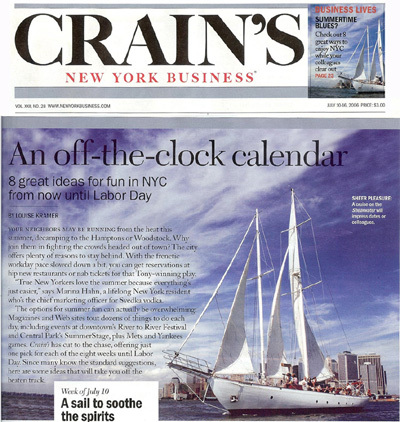 CRAIN'S
NEW YORK BUSINESS
BUSINESS LIVES
SUMMERTIME
BLUES?
Check out 8
great ways to
enjoy NYC
while your
colleagues
clear out
PAGE 23
VOL. XXII, NO. 28 WWW.NEWYORKBUSINESS.COM
JULY 10-16, 2006 PRICE: $3.00
An off-the-clock calendar
8 great ideas for fun in NYC
from now until Labor Day
BY LOUISE KRAMER
SHEER PLEASURE:
A cruise on the
Shearwater will
impress dates or
colleagues.
YOUR NEIGHBORS MAY BE RUNNING from the heat this
summer, decamping to the Hamptons or Woodstock. Why
join them in fighting the crowds headed out of town? The city
offers plenty of reasons to stay behind. With the frenetic
workday pace slowed down a bit, you can get reservations at
hip new restaurants or nab tickets for that Tony-winning play.
"True New Yorkers love the summer because everything's
just easier," says Marina Hahn, a lifelong New York resident
who's the chief marketing officer for Svedka vodka.
The options for summer fun can actually be overwhelming.
Magazines and Web sites tout dozens of things to do each
day, including events at downtown's River to River Festival
and Central Park's SummerStage, plus Mets and Yankees
games. Crain's has cut to the chase, offering just
one pick for each of the eight weeks until Labor
Day. Since many know the standard suggestions,
here are some ideas that will take you off the
beaten track.
Week of July 10
A sail to soothe
the spirits